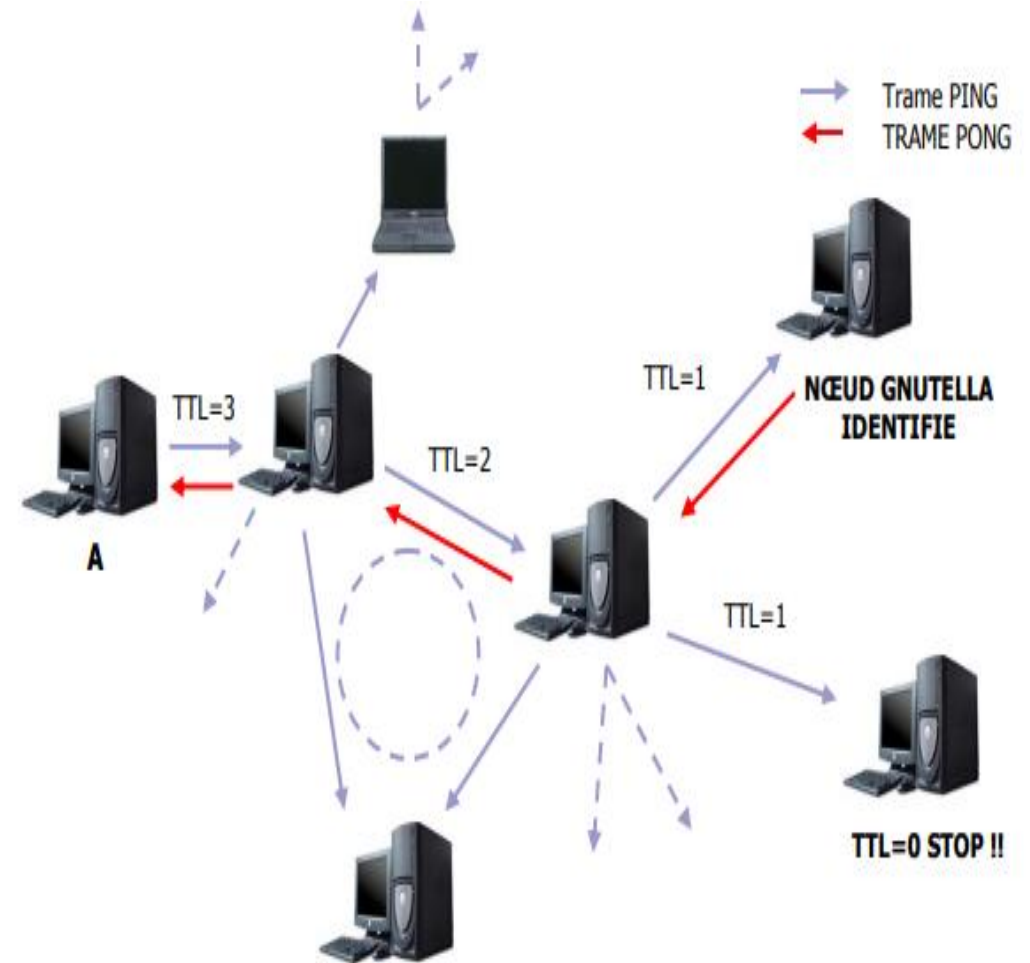 Trame PING
TRAME PONG
TTL=3
A
TTL=2
TTL=1
NŒUD GNUTELLA
IDENTIFIE
TTL=1
TTL=0 STOP !!